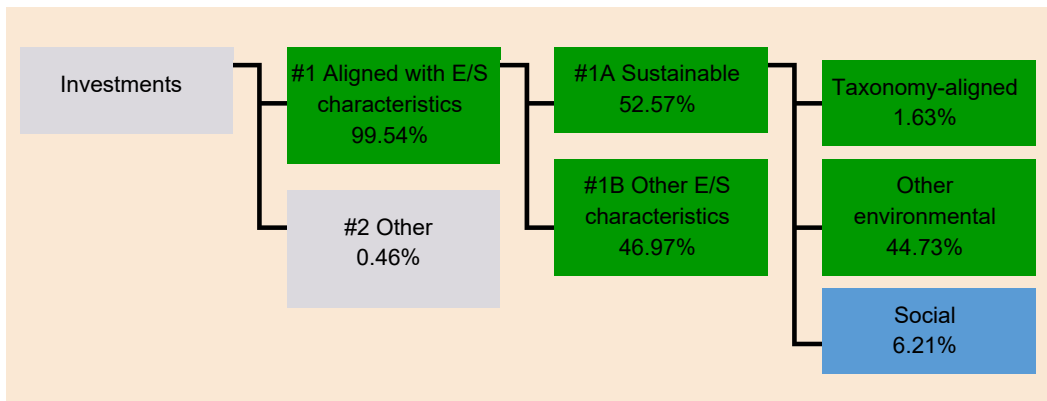 Investments
#1 Aligned with E/S
characteristics
99.54%
#2 Other
0.46%
#1A Sustainable
52.57%
#1B Other E/S
characteristics
46.97%
Taxonomy-aligned
1.63%
Other
environmental
44.73%
Social
6.21%